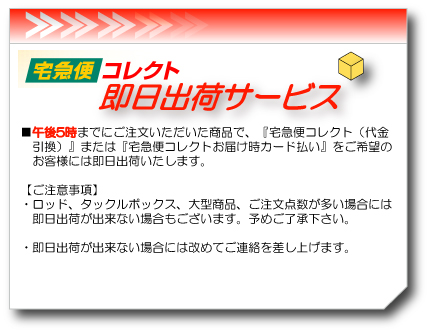 宅急便 コレクト
即日出荷サービス
■午後5時までにご注文いただいた商品で、『宅急便コレクト（代金
引換）』または『宅急便コレクトお届け時カード払い』をご希望の
お客様には即日出荷いたします。
【ご注意事項】
・ロッド、タックルボックス、大型商品、ご注文点数が多い場合には
即日出荷が出来ない場合もございます。予めご了承下さい。
・即日出荷が出来ない場合には改めてご連絡を差し上げます。